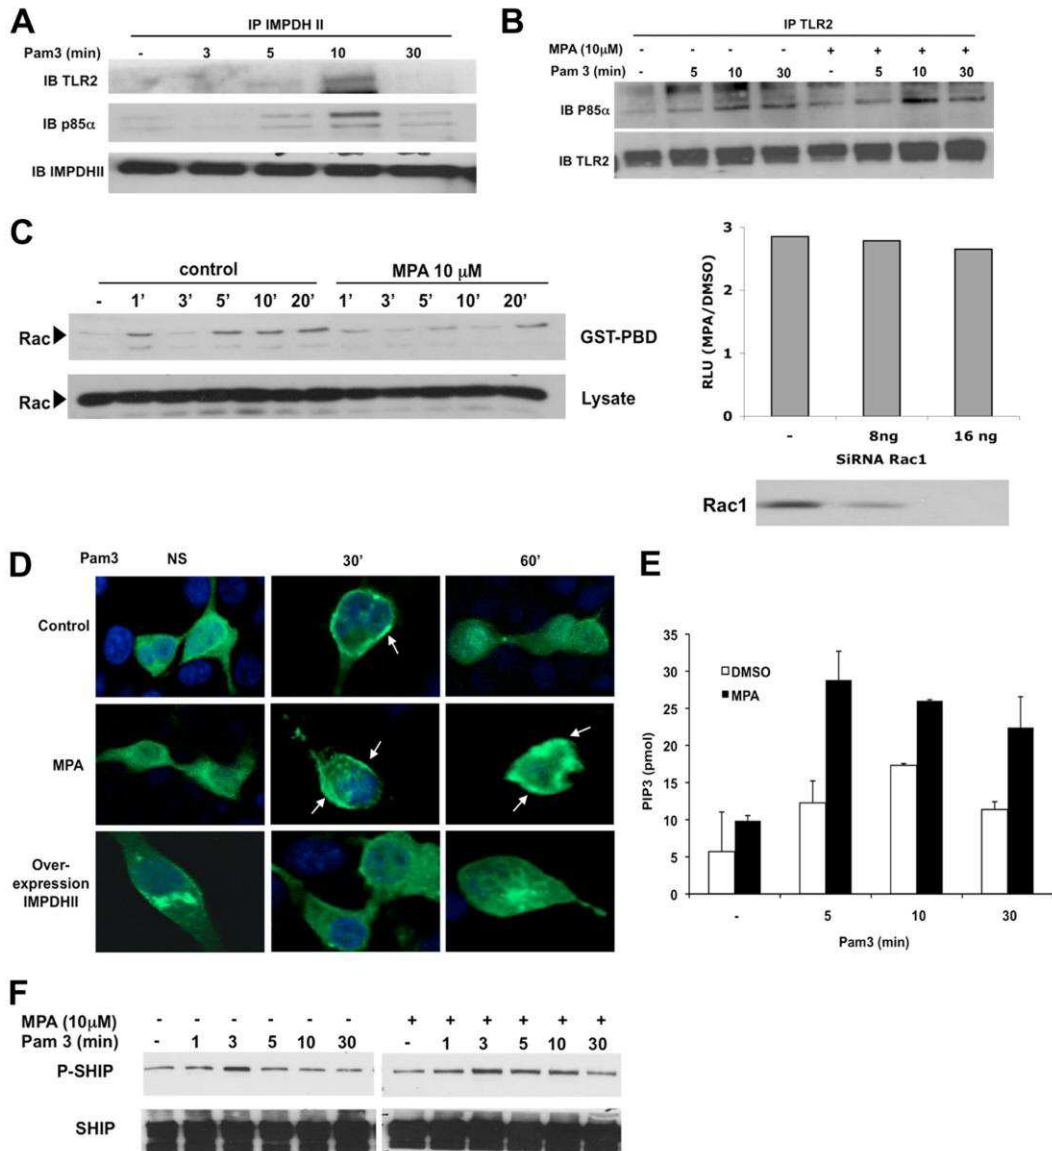 A
IP IMPDH II
Pam3 (min) - 3 5 10 30
IB TLR2
IB p85α
IB IMPDHII
B
IP TLR2
MPA (10µM) - - - - + + + +
Pam 3 (min) - 5 10 30 - 5 10 30
IB P85α
IB TLR2
C
control MPA 10 µM
- 1’ 3’ 5’ 10’ 20’ 1’ 3’ 5’ 10’ 20’
Rac GST-PBD
Rac Lysate
3
2
1
0
RLU (MPA/DMSO)
- 8ng 16 ng
SiRNA Rac1
Rac1
D
Pam3 NS 30’ 60’
Control
MPA
Over-
expression
IMPDHII
E
35
30
25
20
15
10
5
0
PIP3 (pmol)
DMSO
MPA
- 5 10 30
Pam3 (min)
F
MPA (10µM) - - - - - - + + + + + +
Pam 3 (min) - 1 3 5 10 30 - 1 3 5 10 30
P-SHIP
SHIP